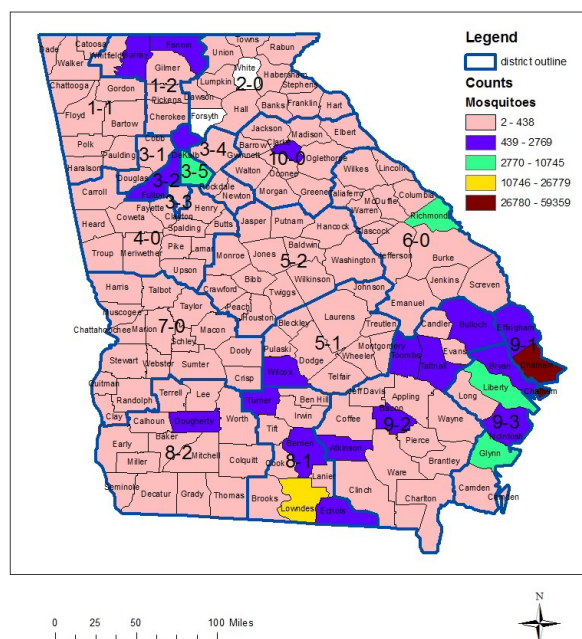 Legend
district outline
Counts
Mosquitoes
2 - 438
439 - 2769
2770 - 10745
10746 - 26779
26780 - 59359
Dade
Catoosa
Walker
Whitfield
Murray
Fannin
Union
Towns
Rabun
Gilmer
White
Lumpkin
Habersham
Stephens
Chattooga
Gordon
1-2
2-0
Pickens
Dawson
1-1
Floyd
Bartow
Cherokee
Forsyth
Hall
Banks
Franklin
Hart
Jackson
Madison
Elbert
Polk
Paulding
3-1
Cobb
3-4
Gwinnett
Barrow
Clarke
Oglethorpe
10-0
Haralson
Douglas
DeKalb
3-5
3-2
Fulton
Rockdale
Walton
Oconee
Wilkes
Lincoln
Carroll
3-3
Newton
Morgan
Greene
Taliaferro
Columbia
McDuffie
Fayette
Clayton
Henry
Warren
Richmond
Heard
Coweta
Spalding
Butts
Jasper
Putnam
Hancock
Glascock
4-0
6-0
Troup
Meriwether
Pike
Lamar
Monroe
Jones
Baldwin
5-2
Washington
Jefferson
Burke
Upson
Wilkinson
Jenkins
Screven
Harris
Talbot
Crawford
Bibb
Twiggs
Johnson
Emanuel
Muscogee
Taylor
Peach
Houston
Bleckley
Laurens
Treutlen
Candler
Bulloch
Effingham
Chattahoochee
Marion
7-0
Macon
Schley
5-1
9-1
Stewart
Webster
Sumter
Dooly
Pulaski
Dodge
Wheeler
Montgomery
Toombs
Tattnall
Evans
Bryan
Chatham
Quitman
Crisp
Wilcox
Telfair
Liberty
Chatham
Randolph
Terrell
Lee
Turner
Ben Hill
Jeff Davis
Appling
Long
Clay
Calhoun
Dougherty
Worth
Irwin
Coffee
Bacon
Wayne
9-3
McIntosh
9-2
Early
Baker
Mitchell
8-2
Tift
Berrien
8-1
Pierce
Glynn
Miller
Colquitt
Cook
Atkinson
Brantley
Seminole
Lanier
Ware
Decatur
Grady
Thomas
Brooks
Lowndes
Clinch
Charlton
Camden
Camden
Echols
N
0 25 50 100 Miles